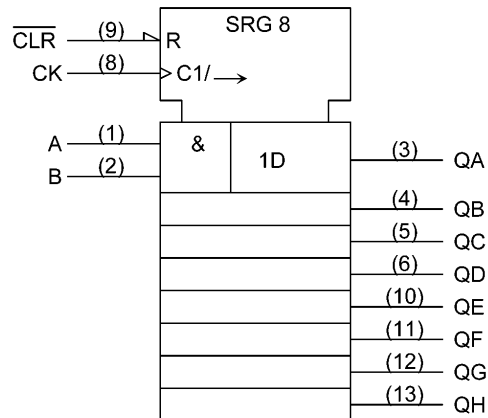 SRG 8
CLR (9) R
CK (8) C1/→
A (1) & 1D (3) QA
B (2)
(4) QB
(5) QC
(6) QD
(10) QE
(11) QF
(12) QG
(13) QH